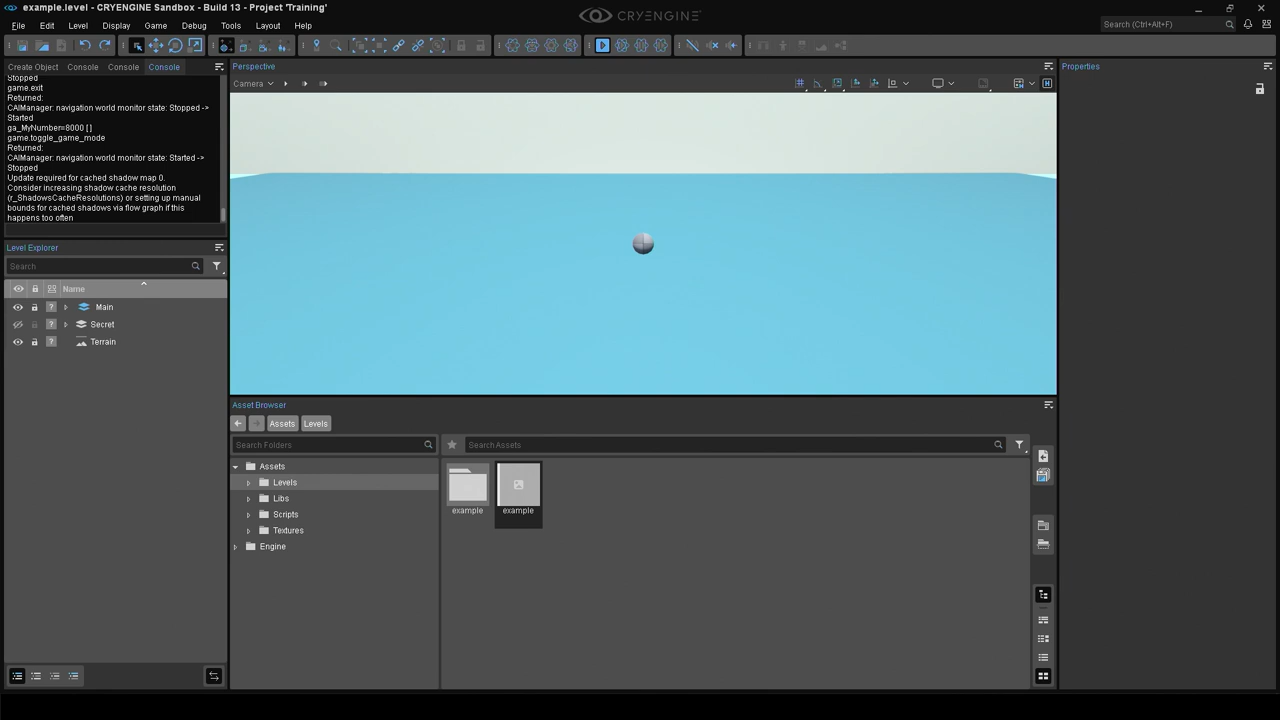 example.level - CRYENGINE Sandbox - Build 13 - Project 'Training'
CRYENGINE
File Edit Level Display Game Debug Tools Layout Help
Search (Ctrl+Alt+F)
Create Object Console Console Console
Stopped
game.exit
Returned:
CAIManager: navigation world monitor state: Stopped ->
Started
ga_MyNumber=8000 [ ]
game.toggle_game_mode
Returned:
CAIManager: navigation world monitor state: Started ->
Stopped
Update required for cached shadow map 0.
Consider increasing shadow cache resolution
(r_ShadowsCacheResolutions) or setting up manual
bounds for cached shadows via flow graph if this
happens too often
Level Explorer
Search
Name
? Main
? Secret
? Terrain
Perspective
Camera
H
Asset Browser
Assets Levels
Search Folders
Search Assets
Assets
Levels
Libs
Scripts
Textures
Engine
example
example
Properties